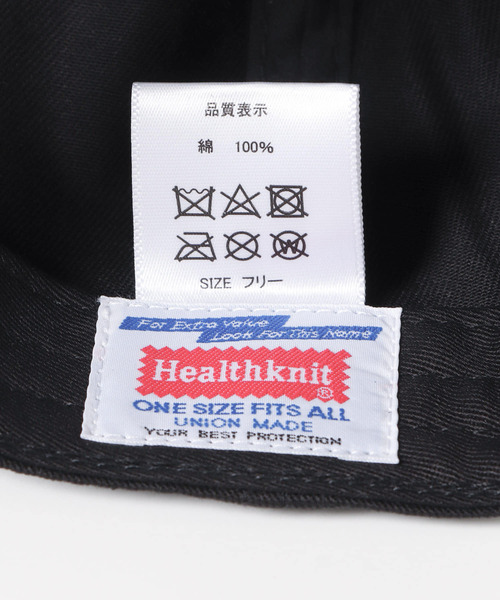 品質表示
綿 100%
W
SIZE フリー
For Extra Value
Look For This Name
Healthknit®
ONE SIZE FITS ALL
UNION MADE
YOUR BEST PROTECTION